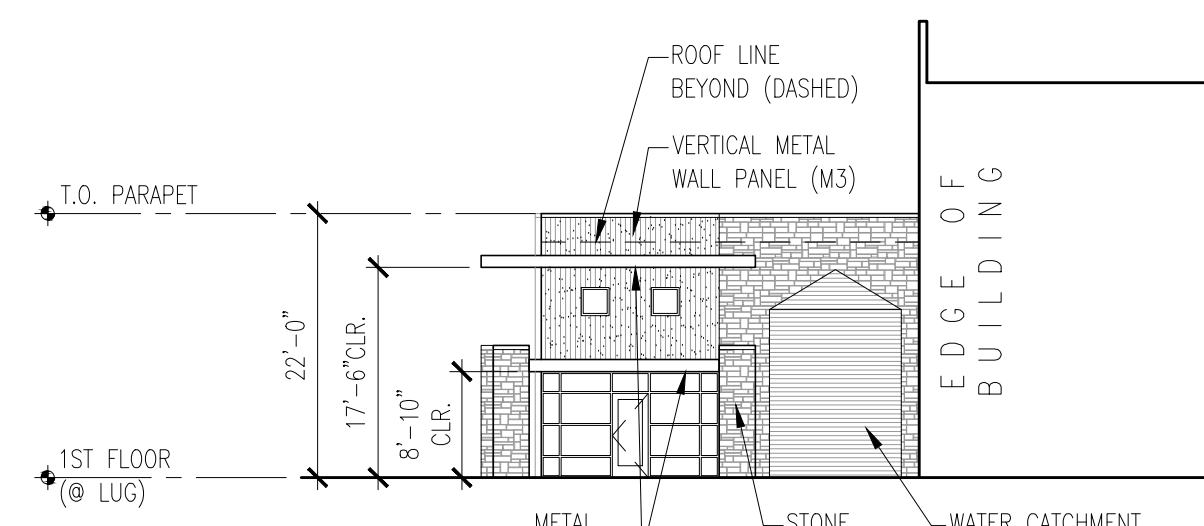 ROOF LINE
BEYOND (DASHED)
VERTICAL METAL
WALL PANEL (M3)
T.O. PARAPET
EDGE OF
BUILDING
22'-0"
17'-6"CLR.
8'-10"
CLR.
1ST FLOOR
(@ LUG)
METAL
STONE
WATER CATCHMENT